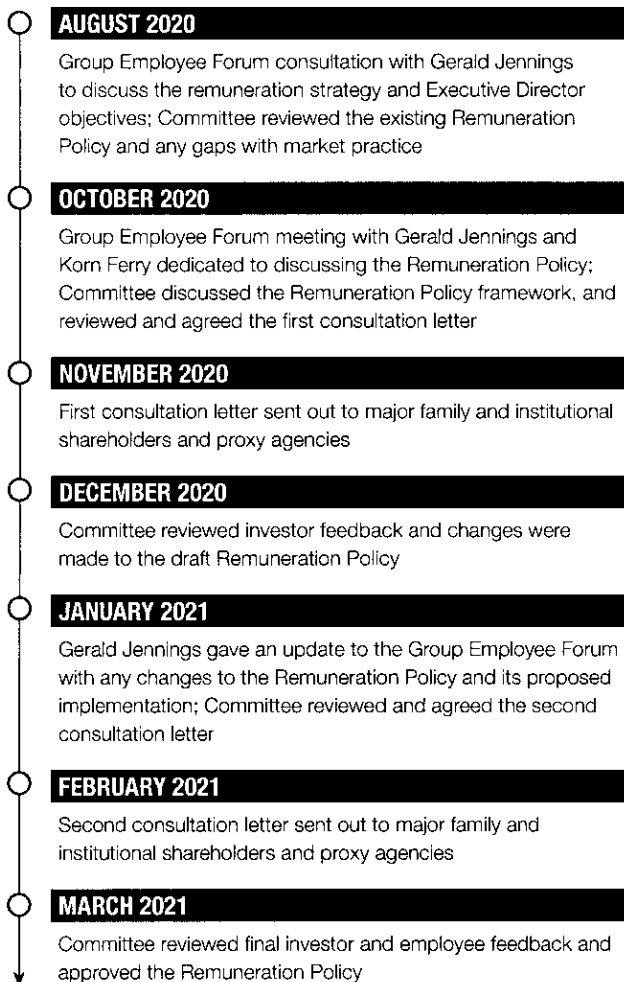 AUGUST 2020
Group Employee Forum consultation with Gerald Jennings
to discuss the remuneration strategy and Executive Director
objectives; Committee reviewed the existing Remuneration
Policy and any gaps with market practice
OCTOBER 2020
Group Employee Forum meeting with Gerald Jennings and
Korn Ferry dedicated to discussing the Remuneration Policy;
Committee discussed the Remuneration Policy framework, and
reviewed and agreed the first consultation letter
NOVEMBER 2020
First consultation letter sent out to major family and institutional
shareholders and proxy agencies
DECEMBER 2020
Committee reviewed investor feedback and changes were
made to the draft Remuneration Policy
JANUARY 2021
Gerald Jennings gave an update to the Group Employee Forum
with any changes to the Remuneration Policy and its proposed
implementation; Committee reviewed and agreed the second
consultation letter
FEBRUARY 2021
Second consultation letter sent out to major family and
institutional shareholders and proxy agencies
MARCH 2021
Committee reviewed final investor and employee feedback and
approved the Remuneration Policy